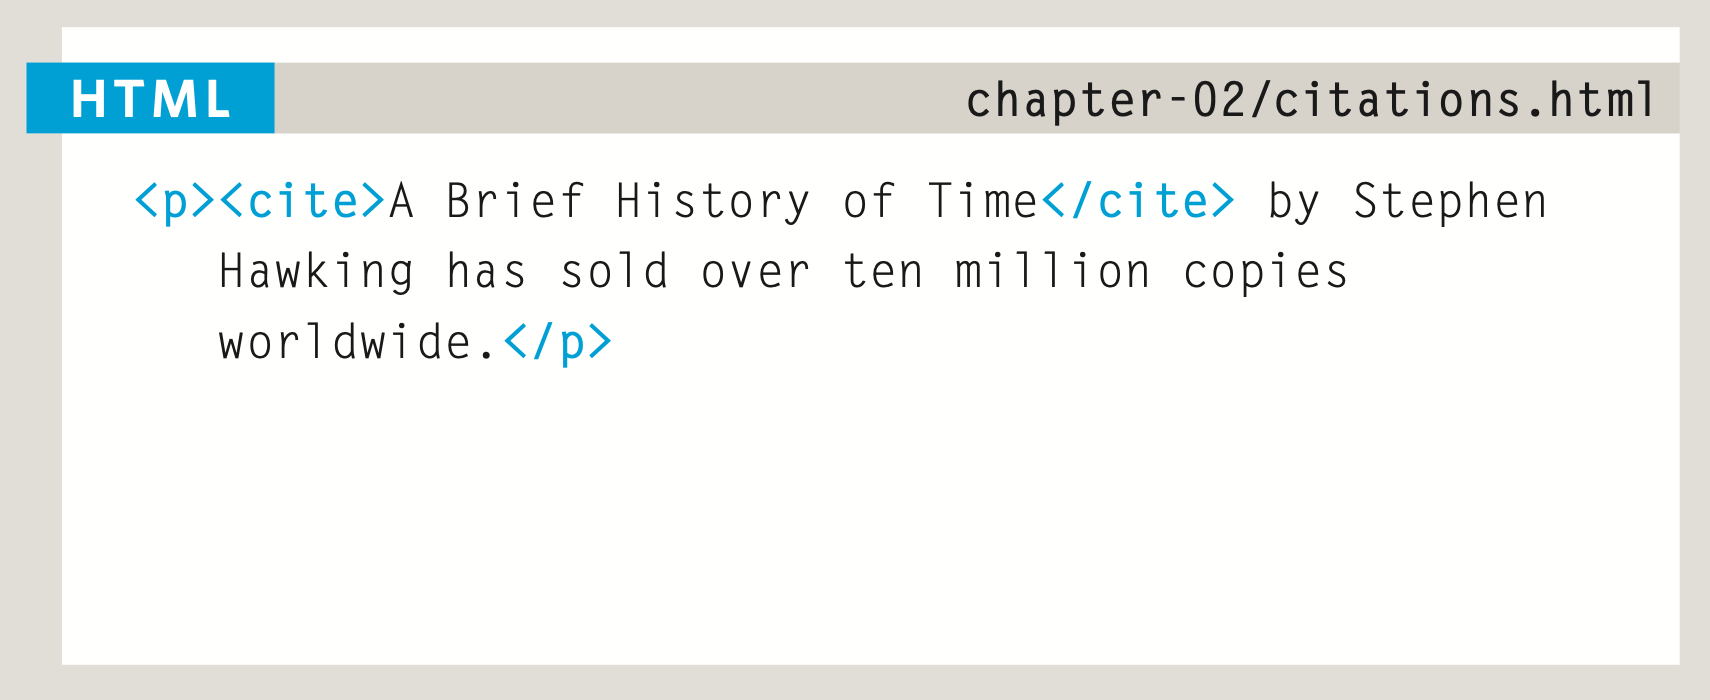 HTML
chapter-02/citations.html
<p><cite>A Brief History of Time</cite> by Stephen
Hawking has sold over ten million copies
worldwide.</p>